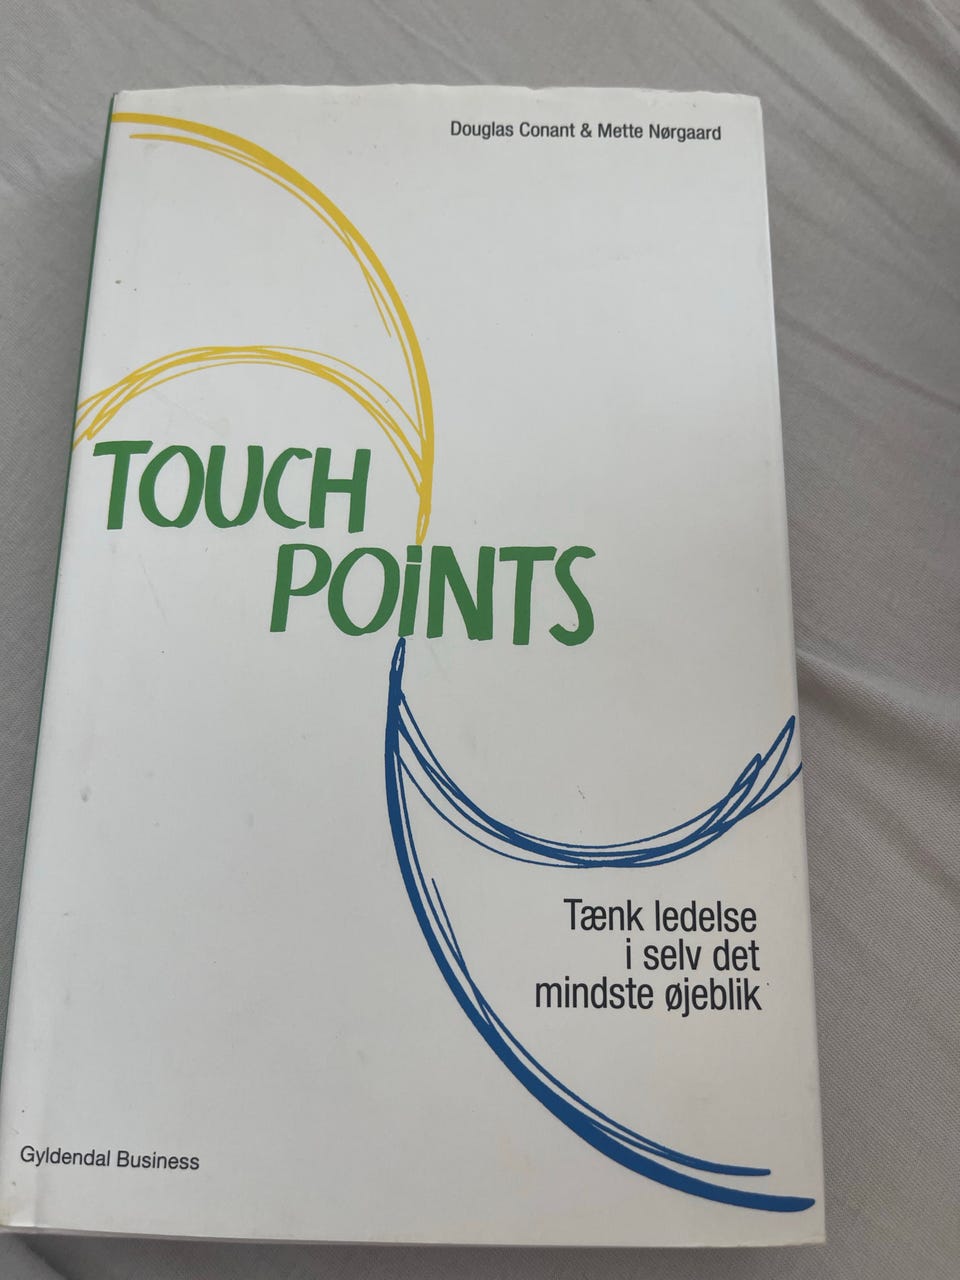 Douglas Conant & Mette Nørgaard
TOUCH
POiNTS
Tænk ledelse
i selv det
mindste øjeblik
Gyldendal Business